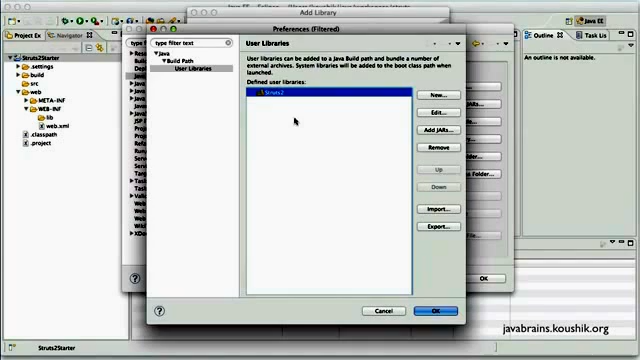 Add Library
Preferences (Filtered)
Java EE
Project Ex
Navigator
Outline
An outline is not available.
Struts2Starter
.settings
build
src
web
META-INF
WEB-INF
lib
web.xml
.classpath
.project
type filter text
Java
Build Path
User Libraries
User Libraries
User libraries can be added to a Java Build path and bundle a number of
external archives. System libraries will be added to the boot class path when
launched.
Defined user libraries:
Struts2
New...
Edit...
Add JARs...
Remove
Up
Down
Import...
Export...
Cancel
OK
OK
javabrains.koushik.org
Struts2Starter